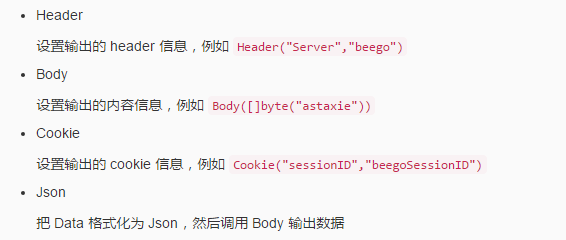 Header
设置输出的 header 信息，例如 Header("Server","beego")
Body
设置输出的内容信息，例如 Body([]byte("astaxie"))
Cookie
设置输出的 cookie 信息，例如 Cookie("sessionID","beegoSessionID")
Json
把 Data 格式化为 Json，然后调用 Body 输出数据